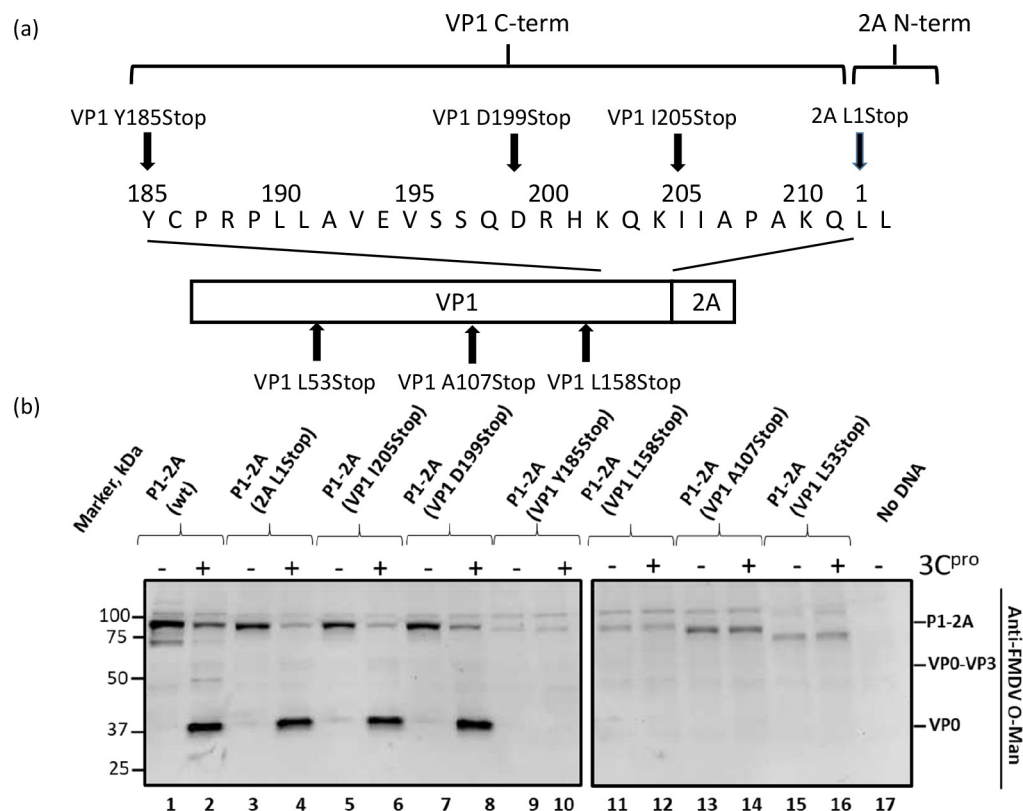 (a)
VP1 C-term 2A N-term
VP1 Y185Stop VP1 D199Stop VP1 I205Stop 2A L1Stop
185 190 195 200 205 210 1
Y C P R P L L A V E V S S Q D R H K Q K I I A P A K Q L L
VP1 2A
VP1 L53Stop VP1 A107Stop VP1 L158Stop
(b)
Marker, kDa
P1-2A
(wt)
P1-2A
(2A L1Stop)
P1-2A
(VP1 I205Stop)
P1-2A
(VP1 D199Stop)
P1-2A
(VP1 Y185Stop)
P1-2A
(VP1 L158Stop)
P1-2A
(VP1 A107Stop)
P1-2A
(VP1 L53Stop)
No DNA
- + - + - + - + - + - + - + - + - 3Cpro
100
75
50
37
25
P1-2A
VP0-VP3
VP0
Anti-FMDV O-Man
1 2 3 4 5 6 7 8 9 10 11 12 13 14 15 16 17